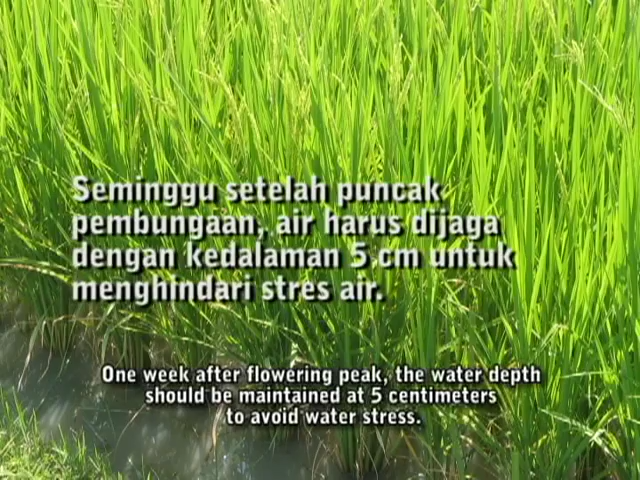 Seminggu setelah puncak
pembungaan, air harus dijaga
dengan kedalaman 5 cm untuk
menghindari stres air.
One week after flowering peak, the water depth
should be maintained at 5 centimeters
to avoid water stress.